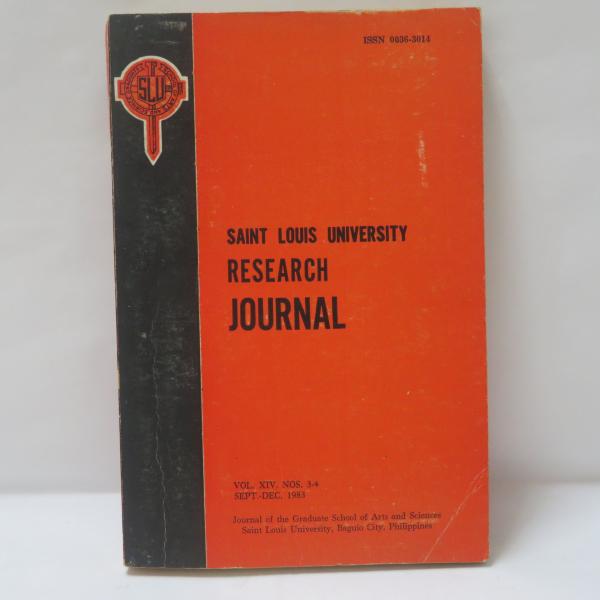 ISSN 0036-3014
SLU
SAINT LOUIS UNIVERSITY
RESEARCH
JOURNAL
VOL. XIV. NOS. 3-4
SEPT.-DEC. 1983
Journal of the Graduate School of Arts and Sciences
Saint Louis University, Baguio City, Philippines